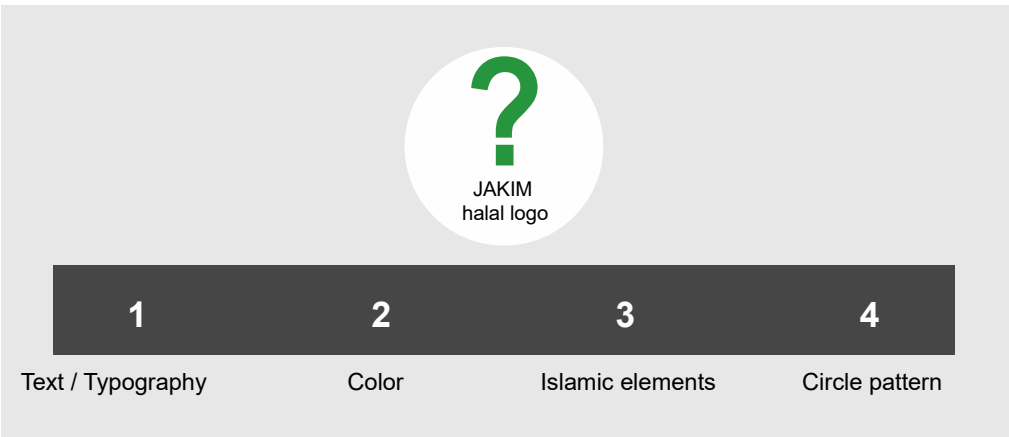 ?
JAKIM
halal logo
1 2 3 4
Text / Typography Color Islamic elements Circle pattern